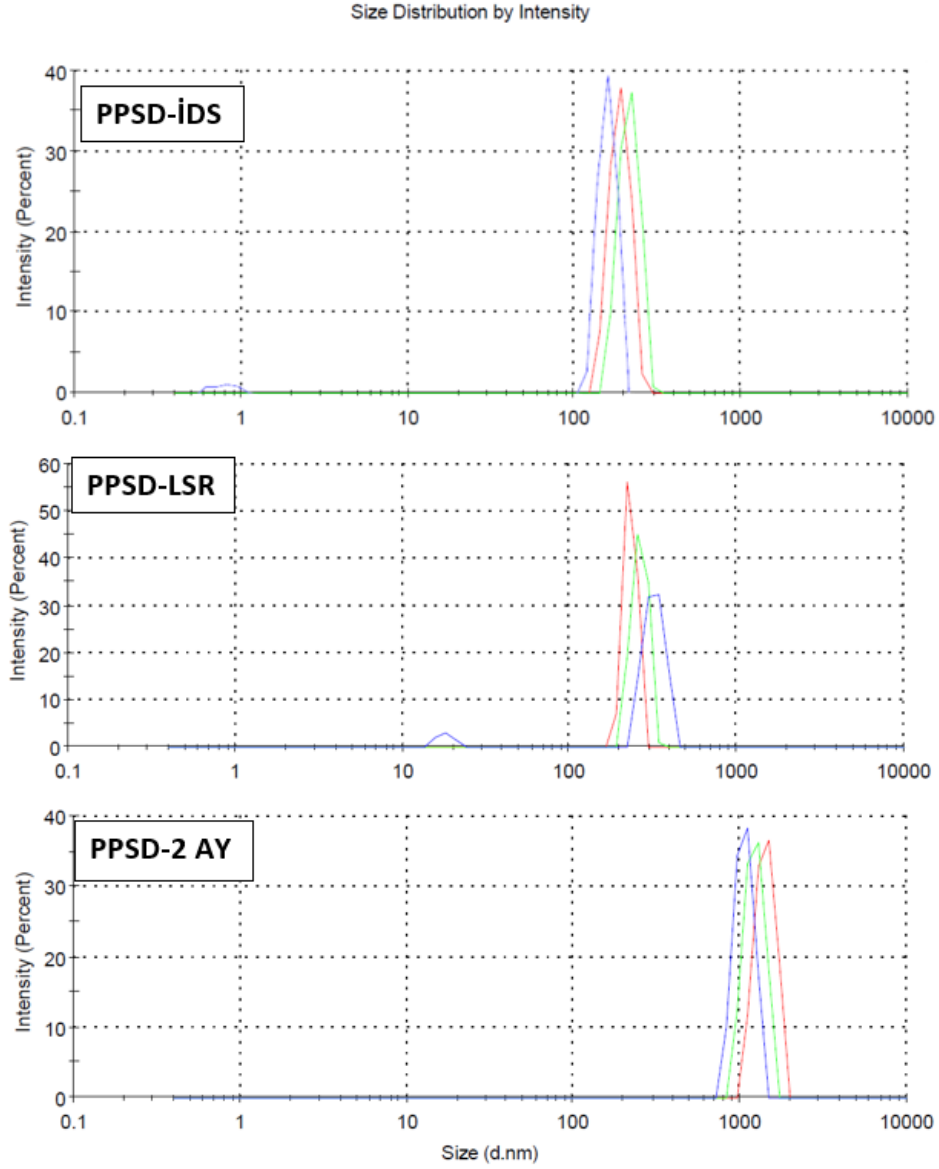 Size Distribution by Intensity
PPSD-İDS
Intensity (Percent)
40
30
20
10
0
0.1 1 10 100 1000 10000
PPSD-LSR
Intensity (Percent)
60
50
40
30
20
10
0
0.1 1 10 100 1000 10000
PPSD-2 AY
Intensity (Percent)
40
30
20
10
0
0.1 1 10 100 1000 10000
Size (d.nm)